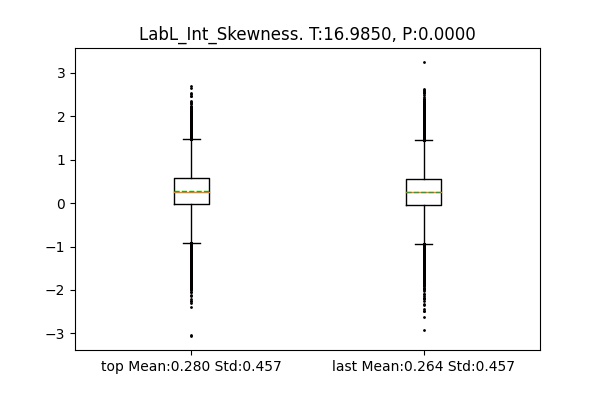 LabL_Int_Skewness. T:16.9850, P:0.0000
3
2
1
0
−1
−2
−3
top Mean:0.280 Std:0.457
last Mean:0.264 Std:0.457